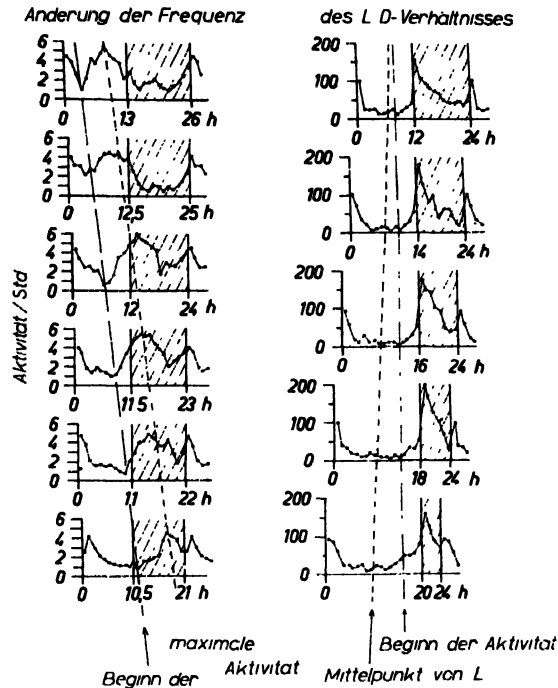 Anderung der Frequenz
Aktivitat / Std
6
4
2
0
0 13 26 h
6
4
2
0
0 12,5 25 h
6
4
2
0
0 12 24 h
6
4
2
0
0 11,5 23 h
6
4
2
0
0 11 22 h
6
4
2
0
0 10,5 21 h
maximale
Aktivitat
Beginn der
des L D-Verhältnisses
200
100
0
0 12 24 h
200
100
0
0 14 24 h
200
100
0
0 16 24 h
200
100
0
0 18 24 h
200
100
0
0 20 24 h
Beginn der Aktivitat
Mittelpunkt von L